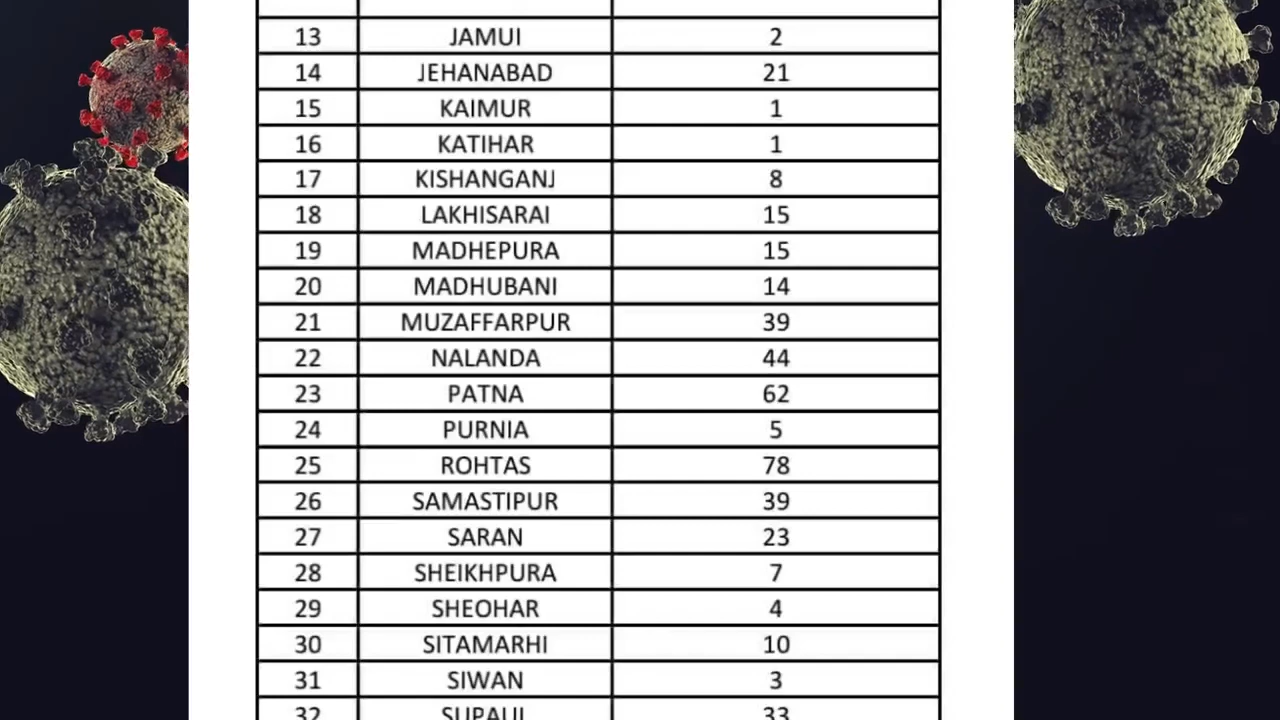 13 JAMUI 2
14 JEHANABAD 21
15 KAIMUR 1
16 KATIHAR 1
17 KISHANGANJ 8
18 LAKHISARAI 15
19 MADHEPURA 15
20 MADHUBANI 14
21 MUZAFFARPUR 39
22 NALANDA 44
23 PATNA 62
24 PURNIA 5
25 ROHTAS 78
26 SAMASTIPUR 39
27 SARAN 23
28 SHEIKHPURA 7
29 SHEOHAR 4
30 SITAMARHI 10
31 SIWAN 3
32 SUPAUL 33